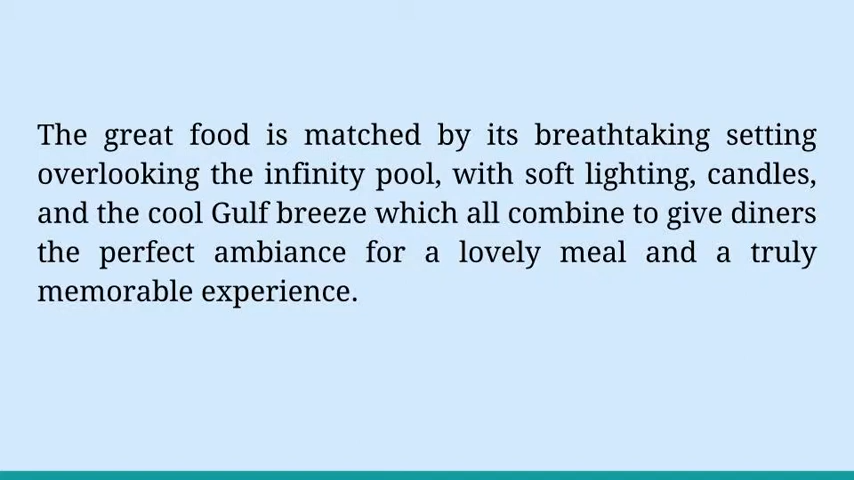 The great food is matched by its breathtaking setting
overlooking the infinity pool, with soft lighting, candles,
and the cool Gulf breeze which all combine to give diners
the perfect ambiance for a lovely meal and a truly
memorable experience.